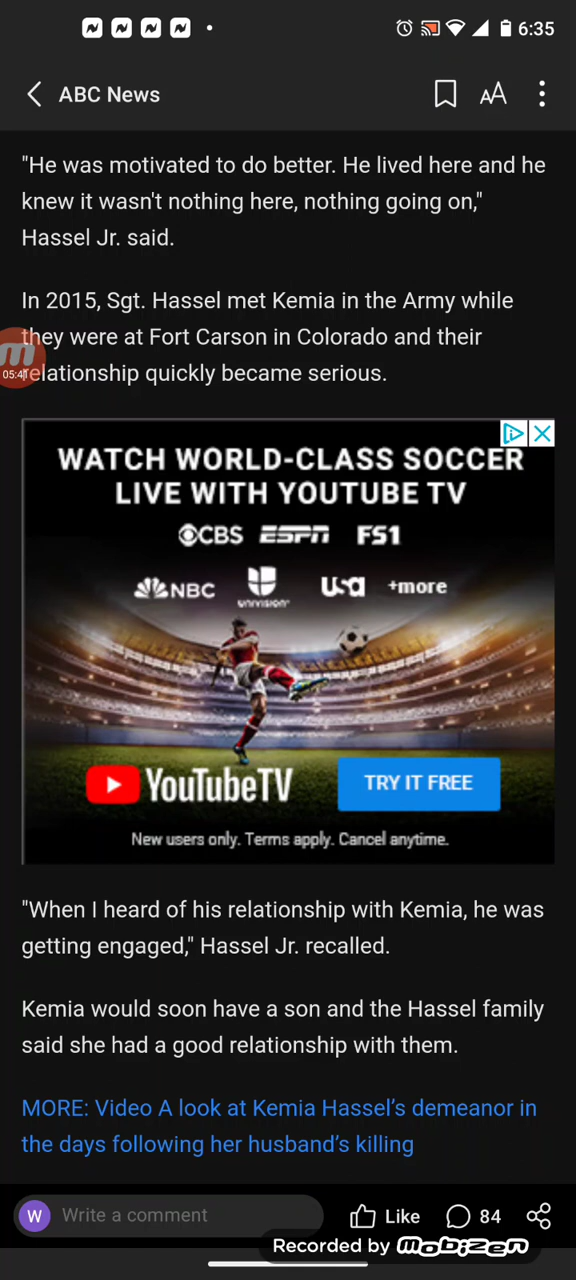 6:35
ABC News
AA
"He was motivated to do better. He lived here and he
knew it wasn't nothing here, nothing going on,"
Hassel Jr. said.
In 2015, Sgt. Hassel met Kemia in the Army while
they were at Fort Carson in Colorado and their
05:41
relationship quickly became serious.
WATCH WORLD-CLASS SOCCER
LIVE WITH YOUTUBE TV
CBS ESPN FS1
NBC UNIVISION USA +more
YouTubeTV
TRY IT FREE
New users only. Terms apply. Cancel anytime.
"When I heard of his relationship with Kemia, he was
getting engaged," Hassel Jr. recalled.
Kemia would soon have a son and the Hassel family
said she had a good relationship with them.
MORE: Video A look at Kemia Hassel’s demeanor in
the days following her husband’s killing
W Write a comment Like 84
Recorded by mobizen